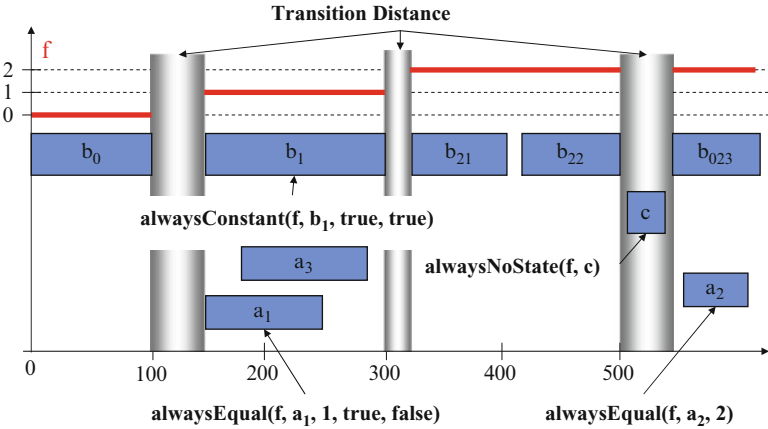 Transition Distance
f
2
1
0
b0 b1 b21 b22 b023
alwaysConstant(f, b1, true, true)
c
a3
alwaysNoState(f, c)
a2
a1
0 100 200 300 400 500
alwaysEqual(f, a1, 1, true, false) alwaysEqual(f, a2, 2)